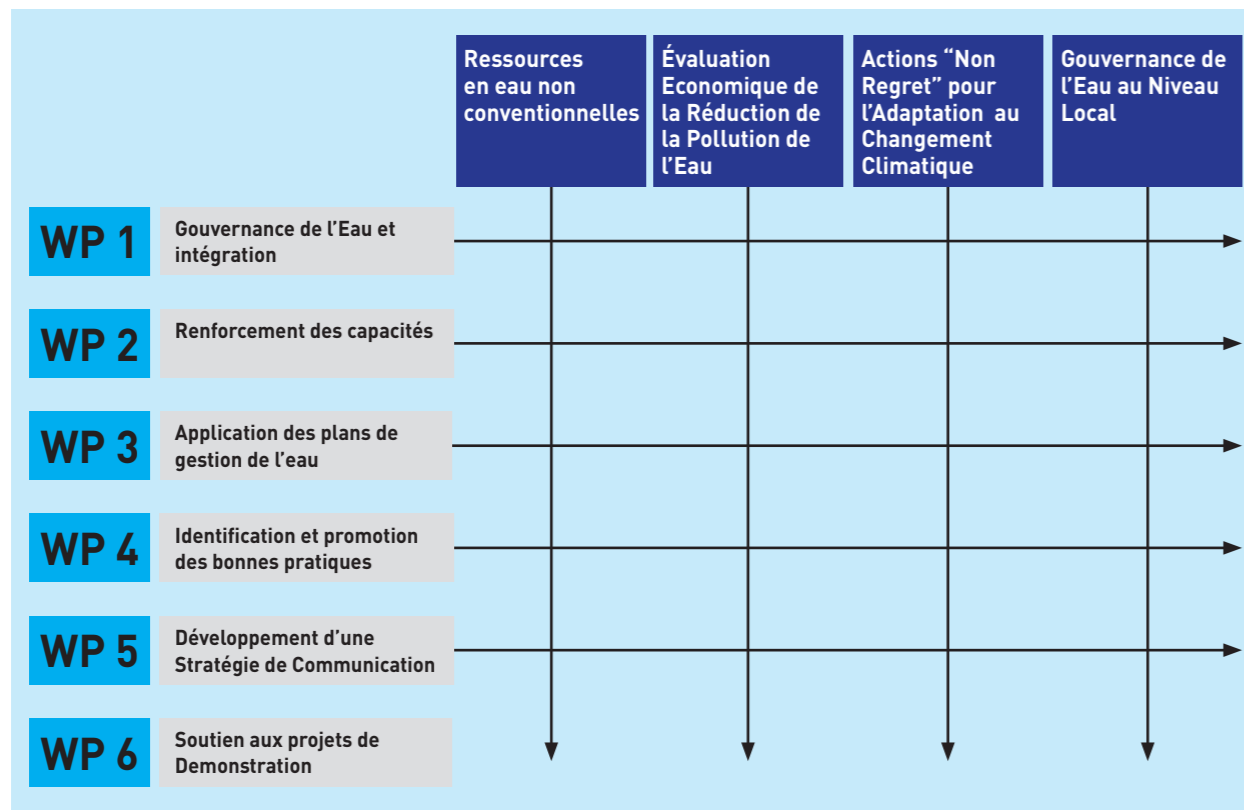 Ressources
en eau non
conventionnelles
Évaluation
Economique de
la Réduction de
la Pollution de
l’Eau
Actions “Non
Regret” pour
l’Adaptation au
Changement
Climatique
Gouvernance de
l’Eau au Niveau
Local
WP 1
Gouvernance de l’Eau et
intégration
WP 2
Renforcement des capacités
WP 3
Application des plans de
gestion de l’eau
WP 4
Identification et promotion
des bonnes pratiques
WP 5
Développement d’une
Stratégie de Communication
WP 6
Soutien aux projets de
Demonstration